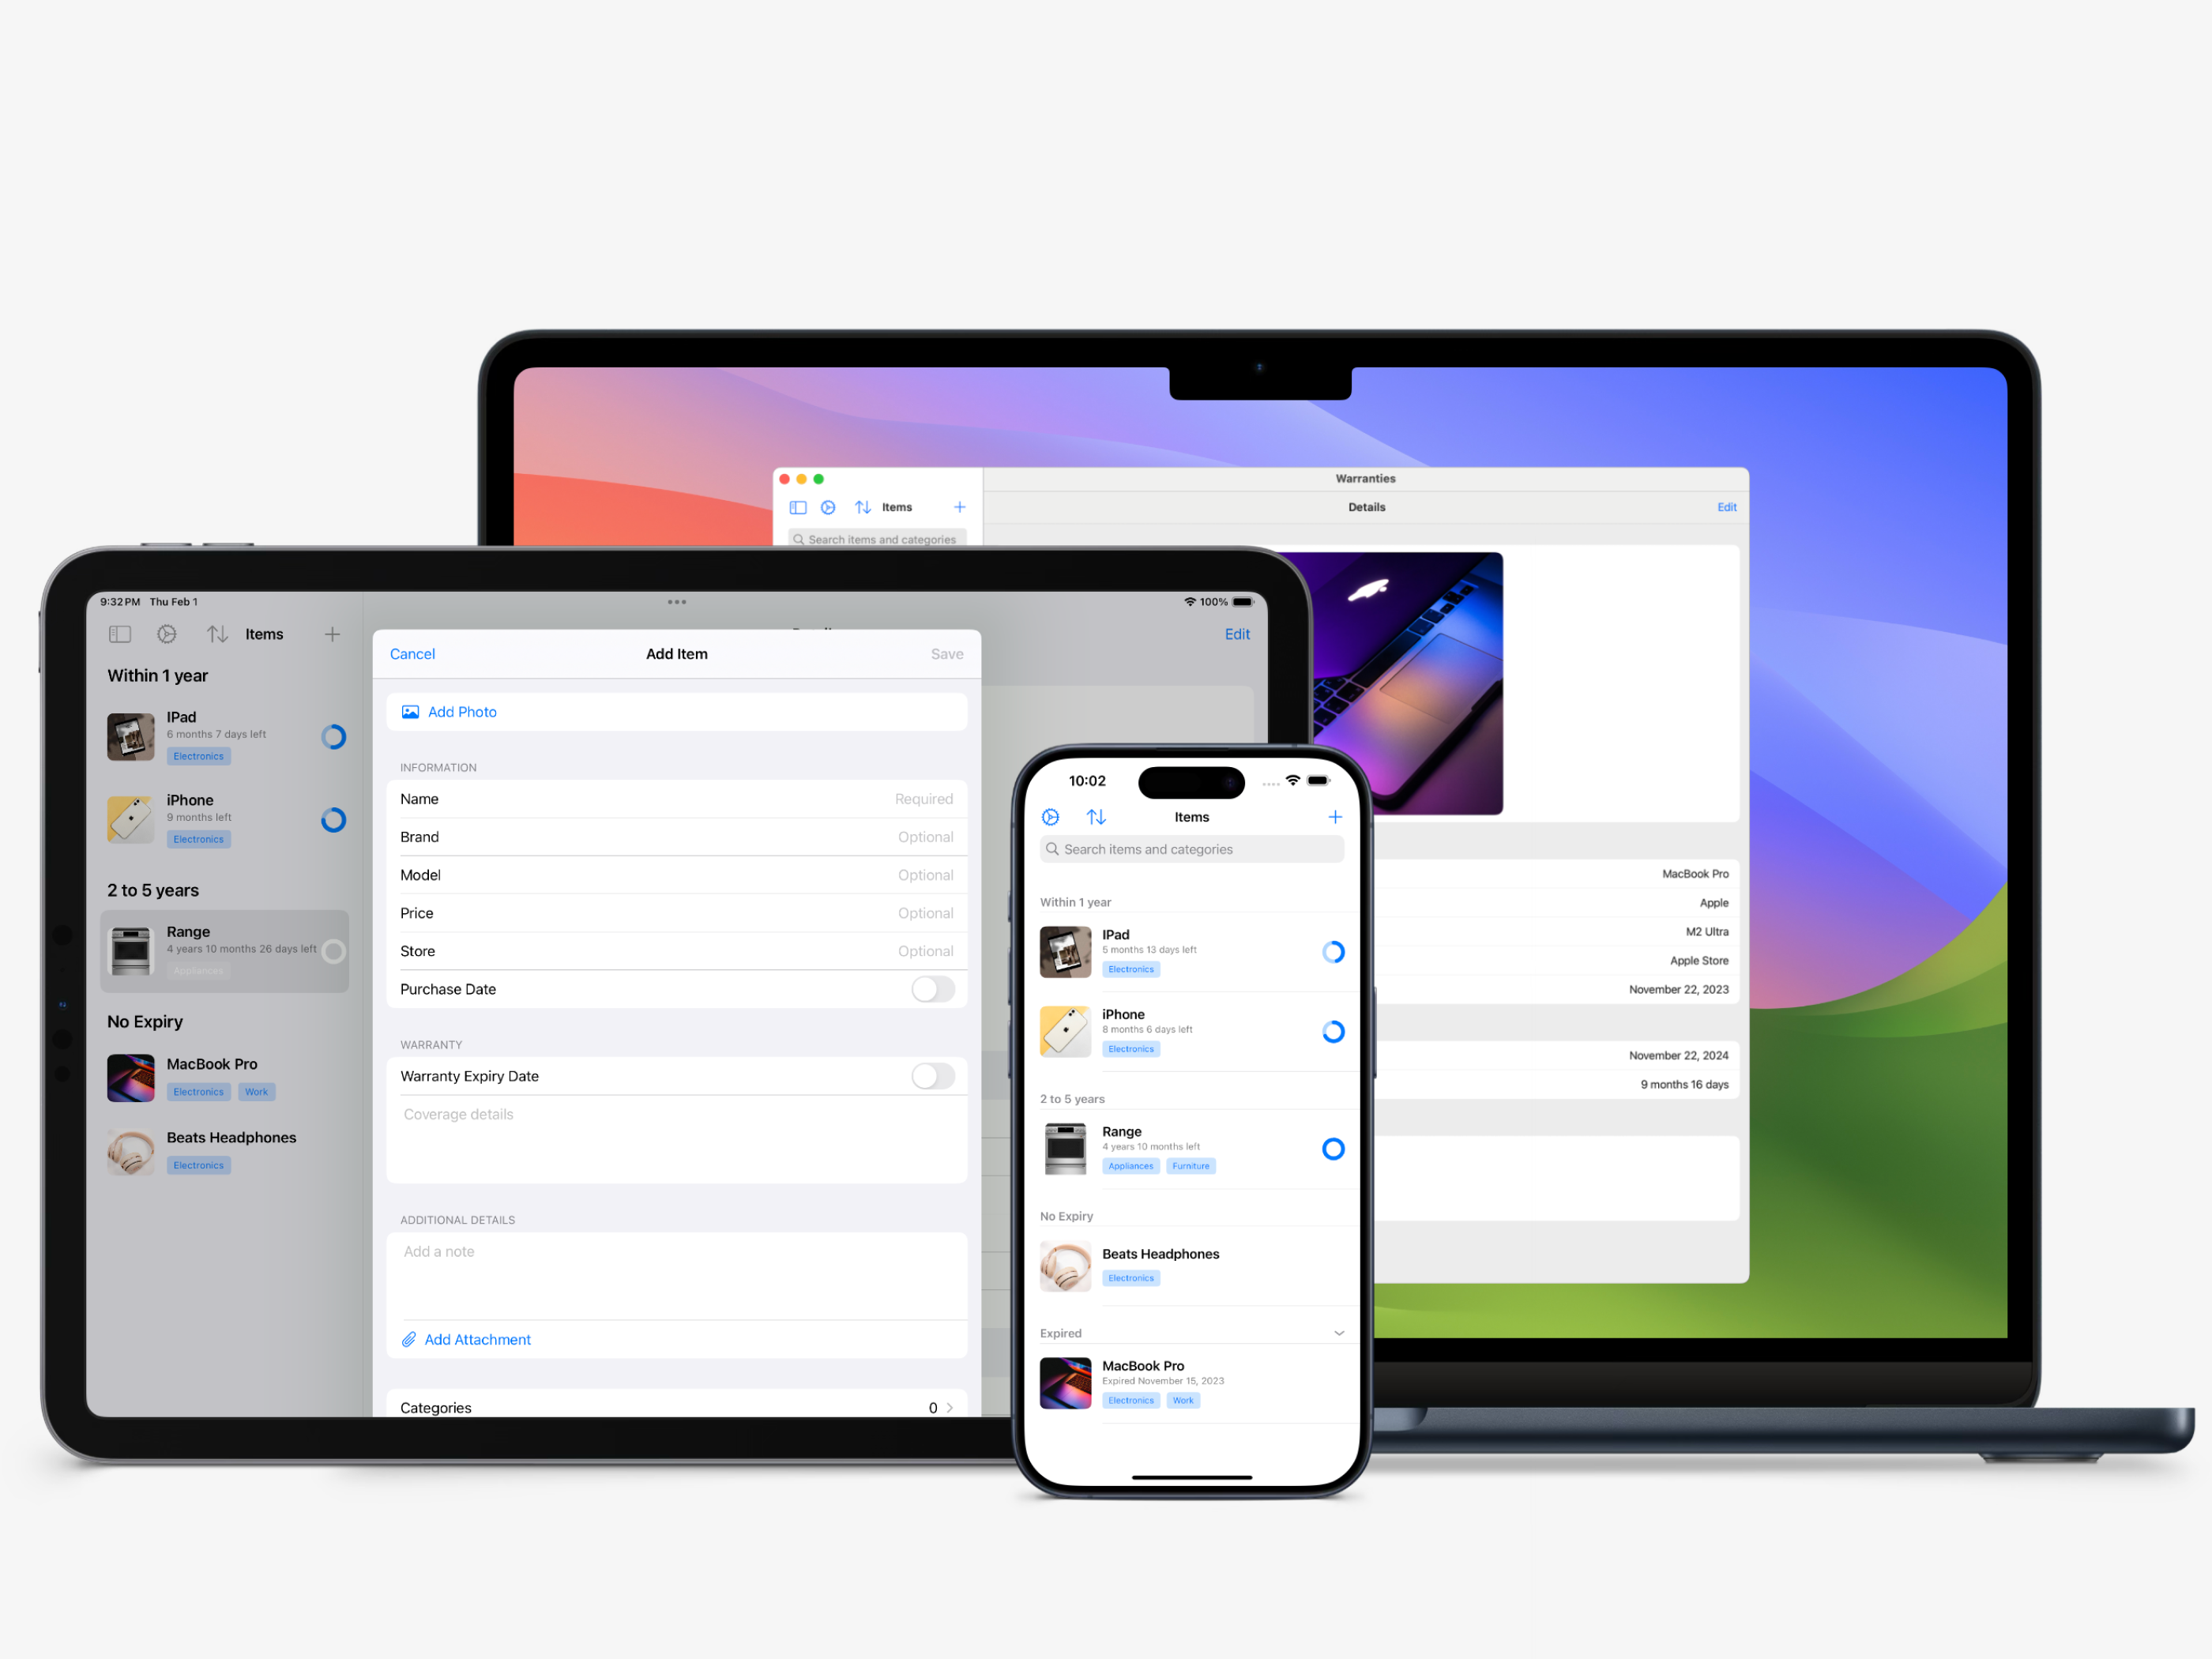 Warranties
Items
Details
Edit
Search items and categories
MacBook Pro
Apple
M2 Ultra
Apple Store
November 22, 2023
November 22, 2024
9 months 16 days
9:32 PM Thu Feb 1
100%
Items
Edit
Within 1 year
IPad
6 months 7 days left
Electronics
iPhone
9 months left
Electronics
2 to 5 years
Range
4 years 10 months 26 days left
Appliances
No Expiry
MacBook Pro
Electronics Work
Beats Headphones
Electronics
Cancel
Add Item
Save
Add Photo
INFORMATION
Name Required
Brand Optional
Model Optional
Price Optional
Store Optional
Purchase Date
WARRANTY
Warranty Expiry Date
Coverage details
ADDITIONAL DETAILS
Add a note
Add Attachment
Categories 0
10:02
Items
Search items and categories
Within 1 year
IPad
5 months 13 days left
Electronics
iPhone
8 months 6 days left
Electronics
2 to 5 years
Range
4 years 10 months left
Appliances Furniture
No Expiry
Beats Headphones
Electronics
Expired
MacBook Pro
Expired November 15, 2023
Electronics Work